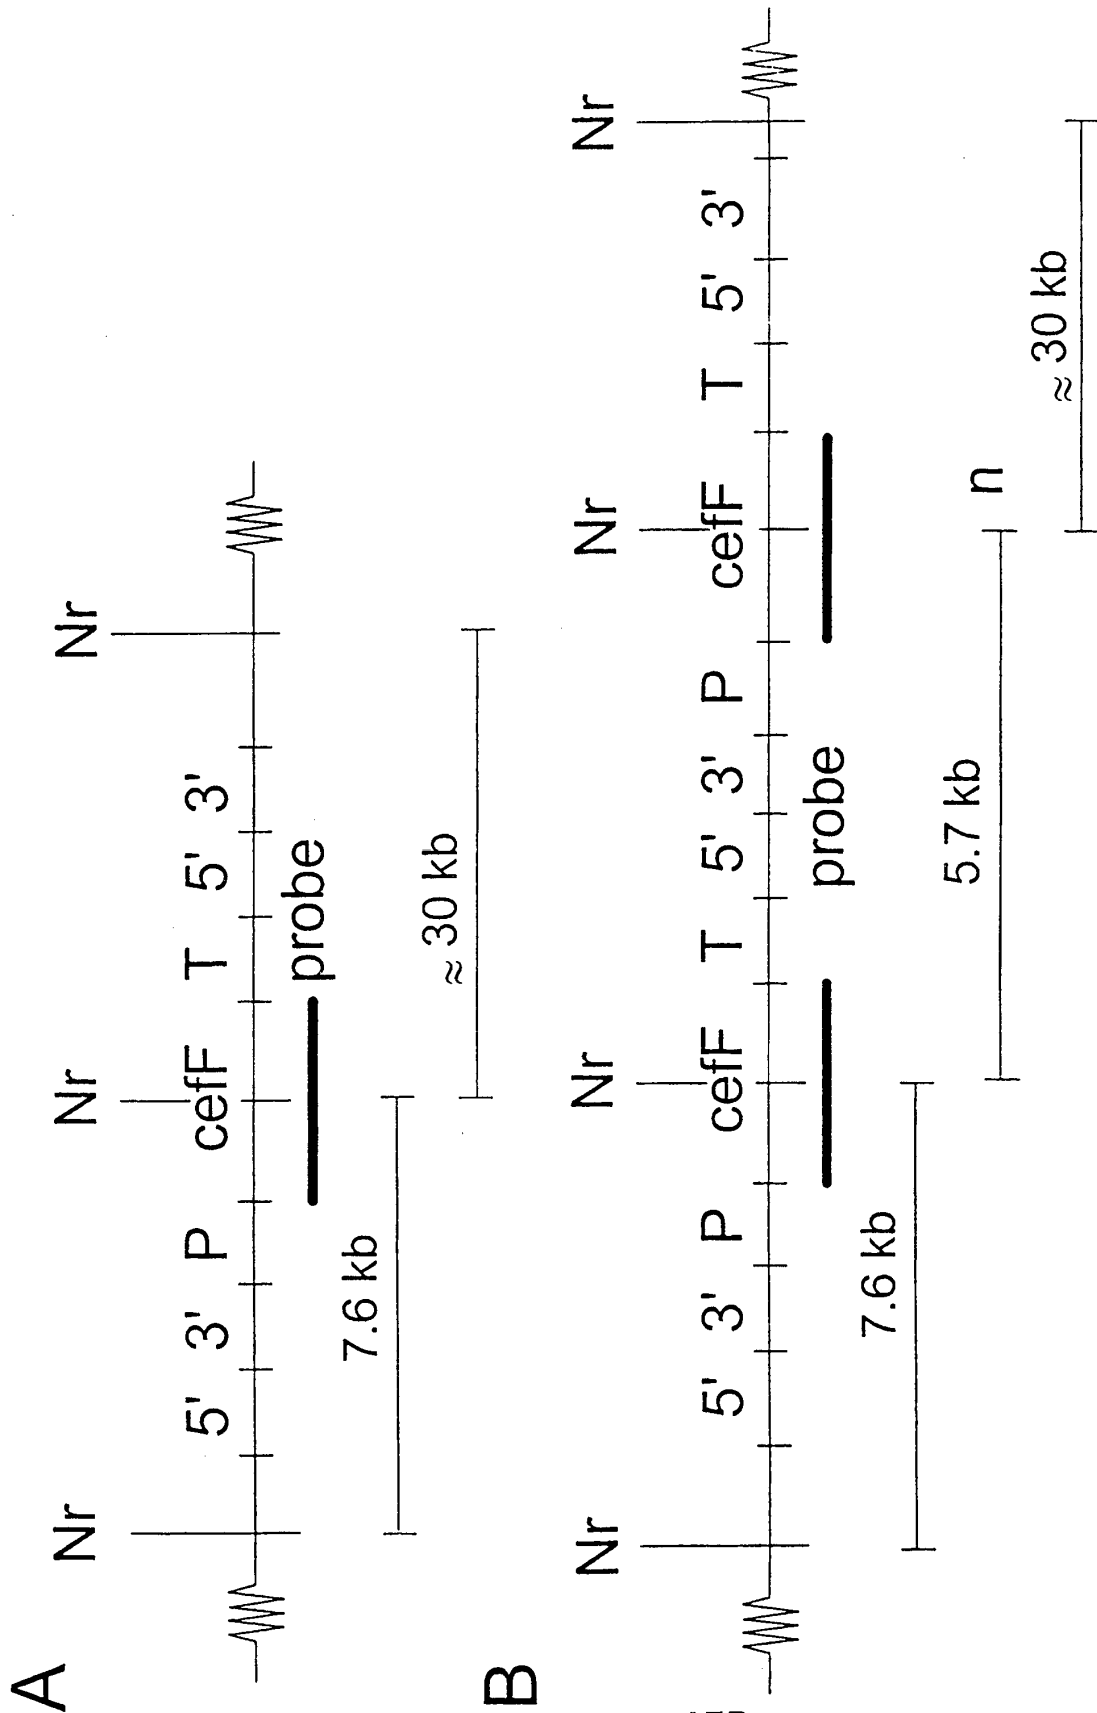 A
Nr Nr Nr
5' 3' P cefF T 5' 3'
probe
7.6 kb
≈ 30 kb
B
Nr Nr Nr Nr
5' 3' P cefF T 5' 3' P cefF T 5' 3'
probe
7.6 kb
5.7 kb
n
≈ 30 kb